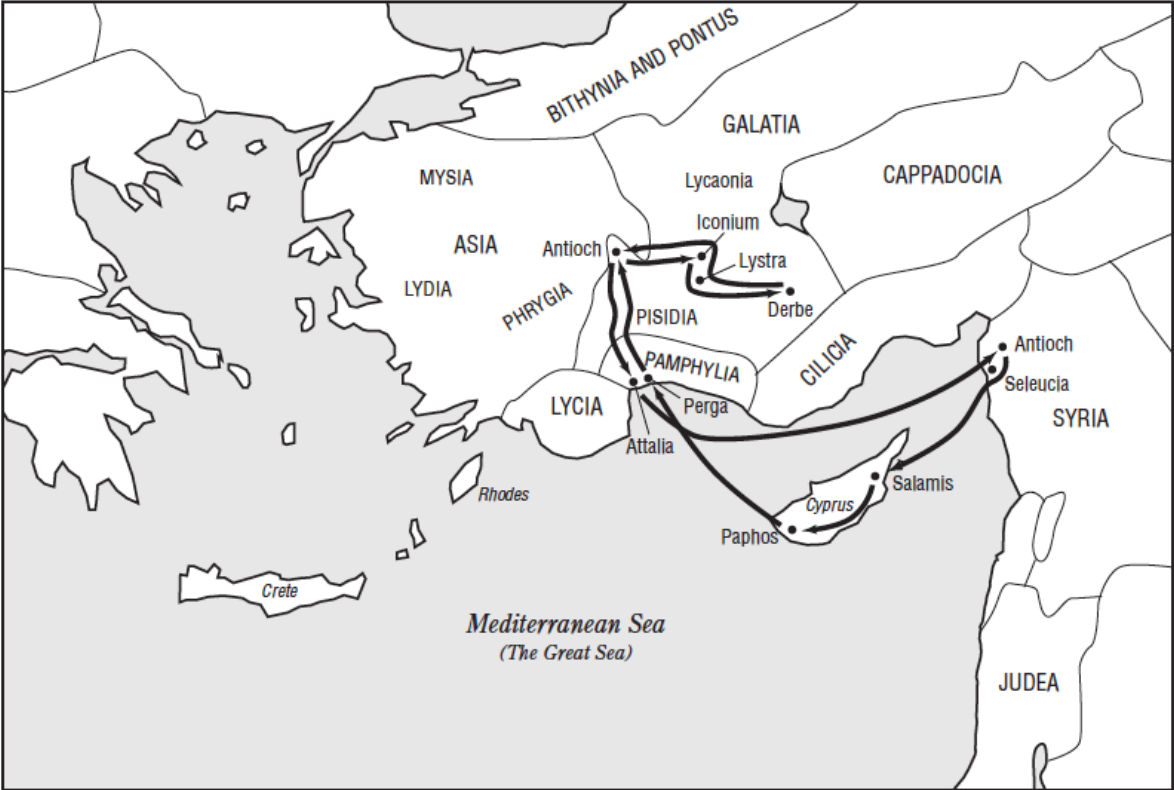 BITHYNIA AND PONTUS
GALATIA
MYSIA
Lycaonia
CAPPADOCIA
Iconium
ASIA
Antioch
Lystra
LYDIA
PHRYGIA
PISIDIA
Derbe
Antioch
PAMPHYLIA
CILICIA
Seleucia
LYCIA
Perga
SYRIA
Attalia
Salamis
Rhodes
Cyprus
Paphos
Crete
Mediterranean Sea
(The Great Sea)
JUDEA